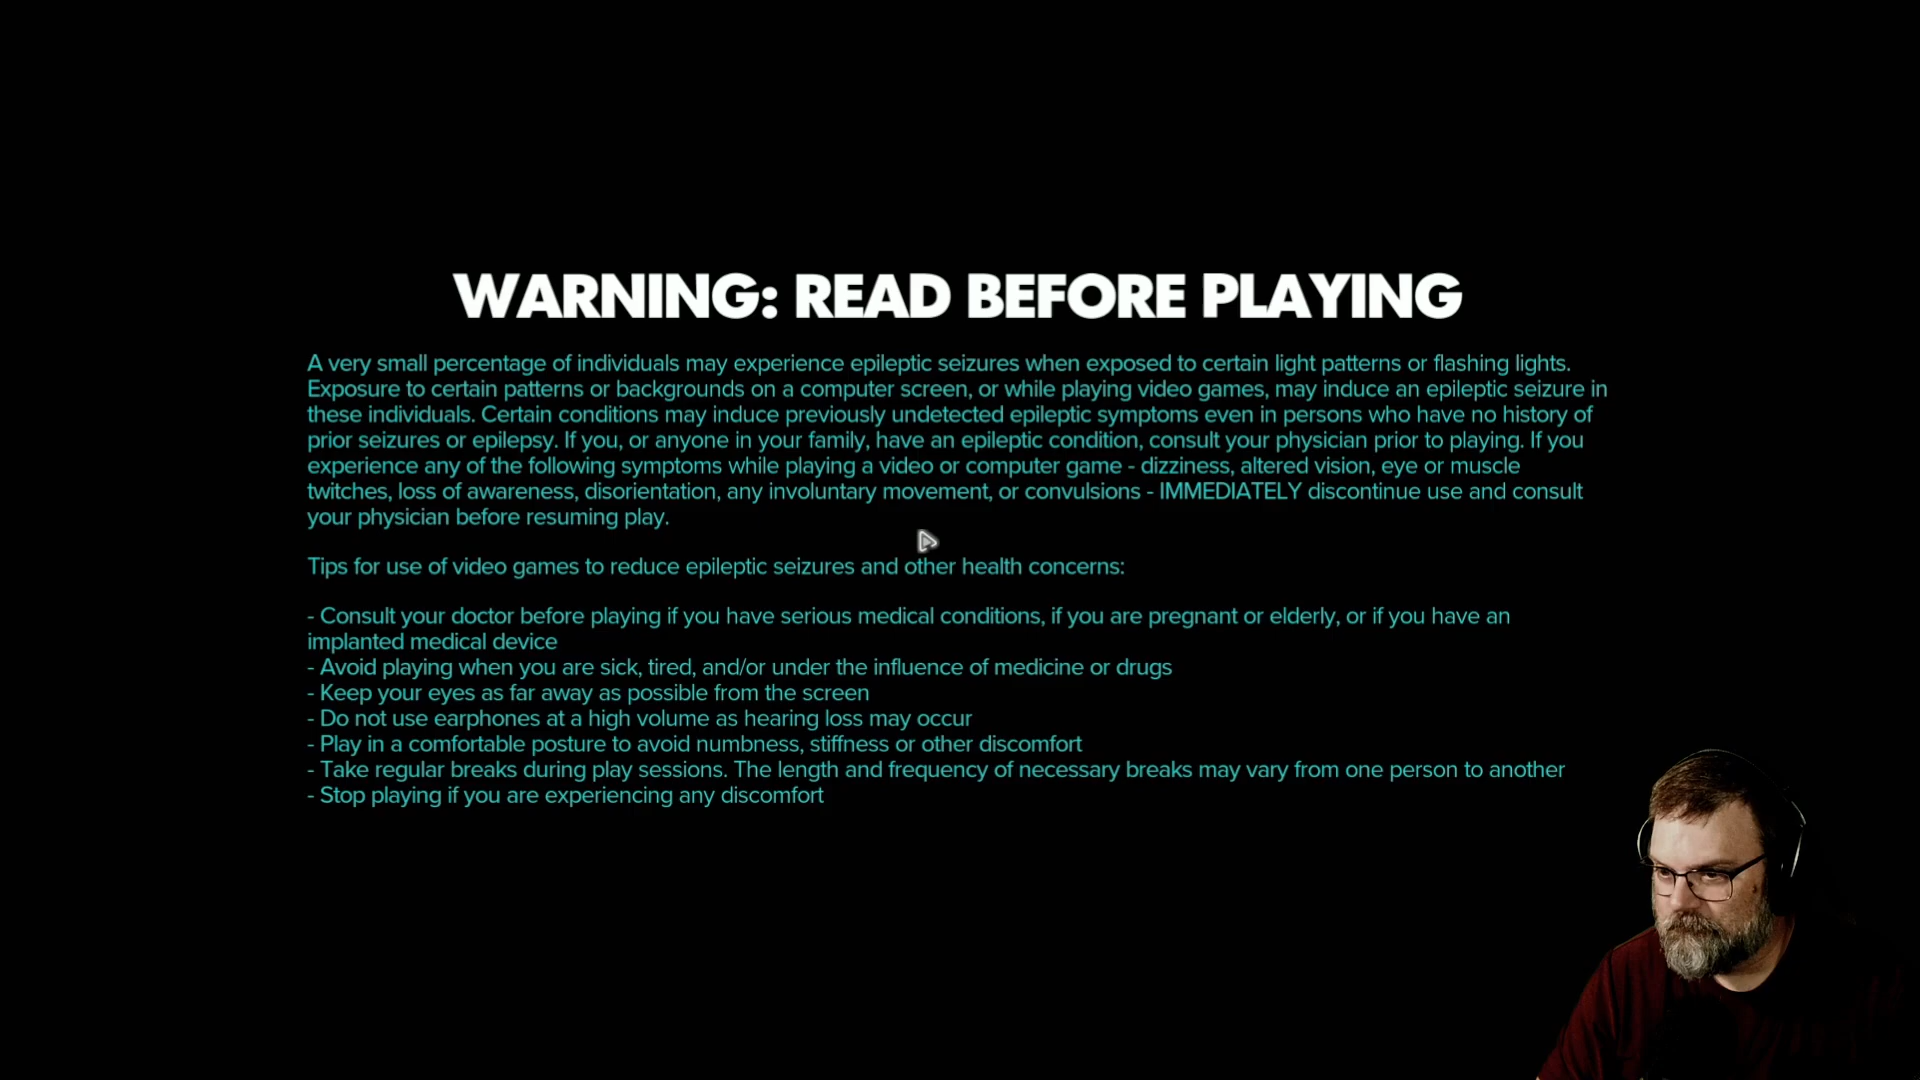 WARNING: READ BEFORE PLAYING
A very small percentage of individuals may experience epileptic seizures when exposed to certain light patterns or flashing lights.
Exposure to certain patterns or backgrounds on a computer screen, or while playing video games, may induce an epileptic seizure in
these individuals. Certain conditions may induce previously undetected epileptic symptoms even in persons who have no history of
prior seizures or epilepsy. If you, or anyone in your family, have an epileptic condition, consult your physician prior to playing. If you
experience any of the following symptoms while playing a video or computer game - dizziness, altered vision, eye or muscle
twitches, loss of awareness, disorientation, any involuntary movement, or convulsions - IMMEDIATELY discontinue use and consult
your physician before resuming play.
Tips for use of video games to reduce epileptic seizures and other health concerns:
- Consult your doctor before playing if you have serious medical conditions, if you are pregnant or elderly, or if you have an
implanted medical device
- Avoid playing when you are sick, tired, and/or under the influence of medicine or drugs
- Keep your eyes as far away as possible from the screen
- Do not use earphones at a high volume as hearing loss may occur
- Play in a comfortable posture to avoid numbness, stiffness or other discomfort
- Take regular breaks during play sessions. The length and frequency of necessary breaks may vary from one person to another
- Stop playing if you are experiencing any discomfort